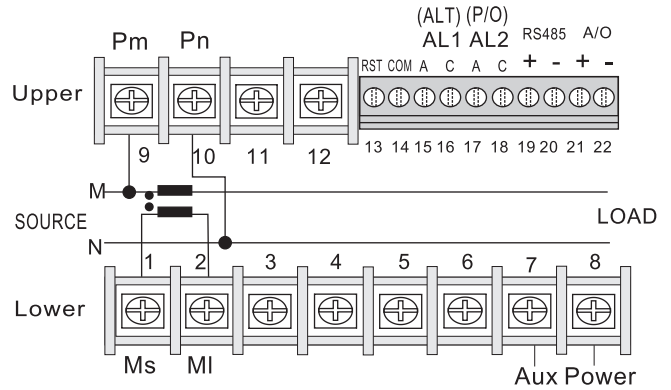 (ALT) (P/O)
Pm Pn AL1 AL2 RS485 A/O
RST COM A C A C + - + -
Upper
9 10 11 12 13 14 15 16 17 18 19 20 21 22
M
SOURCE LOAD
N
1 2 3 4 5 6 7 8
Lower
Ms Ml
Aux Power